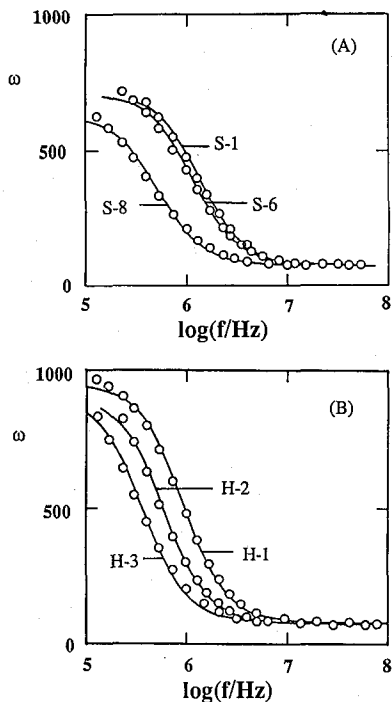 1000
(A)
ω
500
S-1
S-6
S-8
0
5 6 7 8
log(f/Hz)
1000
(B)
ω
500
H-2
H-3
H-1
0
5 6 7 8
log(f/Hz)